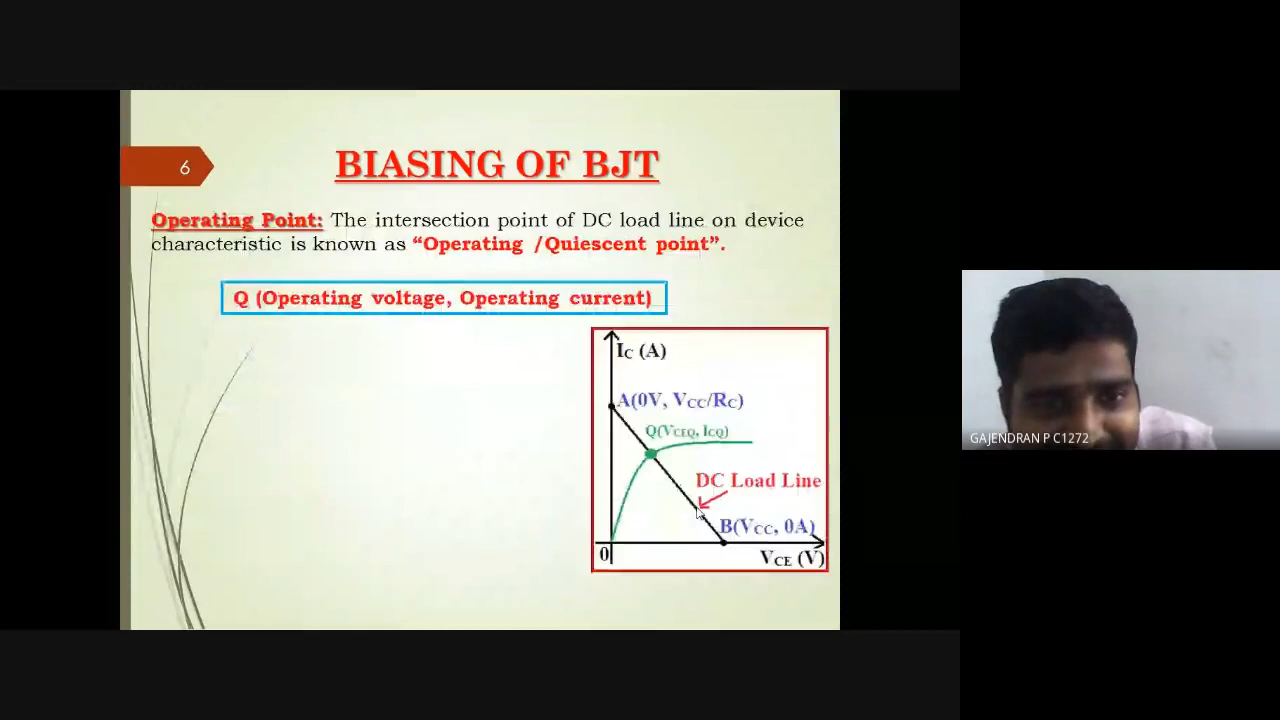 6
BIASING OF BJT
Operating Point: The intersection point of DC load line on device
characteristic is known as “Operating /Quiescent point”.
Q (Operating voltage, Operating current)
IC (A)
A(0V, VCC/RC)
Q(VCEQ, ICQ)
DC Load Line
B(VCC, 0A)
0
VCE (V)
GAJENDRAN P C1272